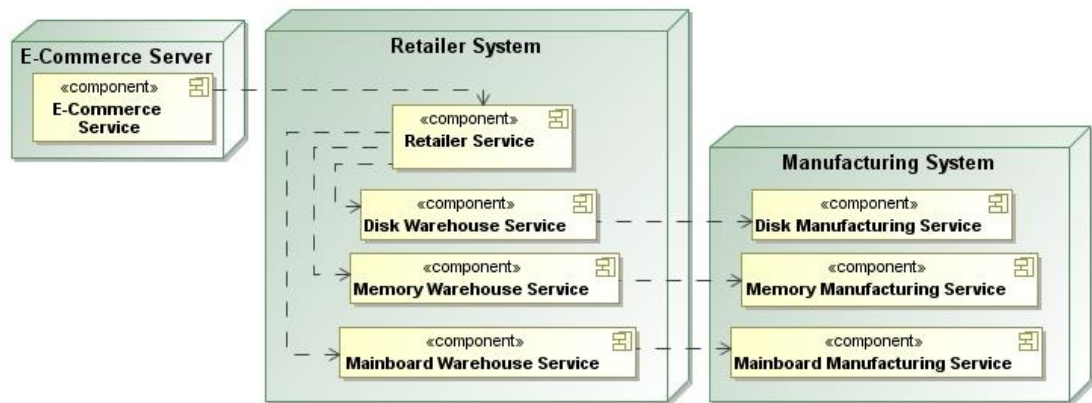 E-Commerce Server
«component»
E-Commerce
Service
Retailer System
«component»
Retailer Service
«component»
Disk Warehouse Service
«component»
Memory Warehouse Service
«component»
Mainboard Warehouse Service
Manufacturing System
«component»
Disk Manufacturing Service
«component»
Memory Manufacturing Service
«component»
Mainboard Manufacturing Service